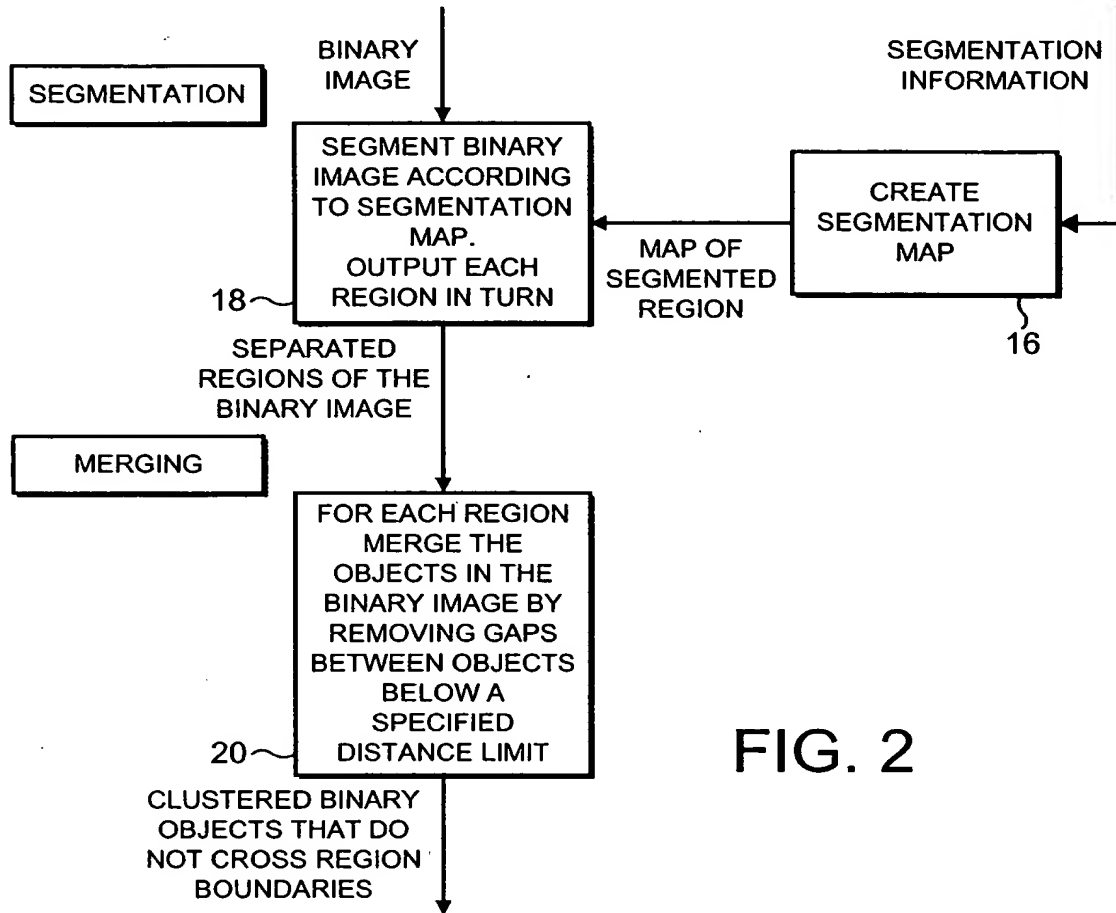 BINARY
IMAGE
SEGMENTATION
INFORMATION
SEGMENTATION
SEGMENT BINARY
IMAGE ACCORDING
TO SEGMENTATION
MAP.
OUTPUT EACH
REGION IN TURN
18
CREATE
SEGMENTATION
MAP
16
MAP OF
SEGMENTED
REGION
SEPARATED
REGIONS OF THE
BINARY IMAGE
MERGING
FOR EACH REGION
MERGE THE
OBJECTS IN THE
BINARY IMAGE BY
REMOVING GAPS
BETWEEN OBJECTS
BELOW A
SPECIFIED
DISTANCE LIMIT
20
FIG. 2
CLUSTERED BINARY
OBJECTS THAT DO
NOT CROSS REGION
BOUNDARIES